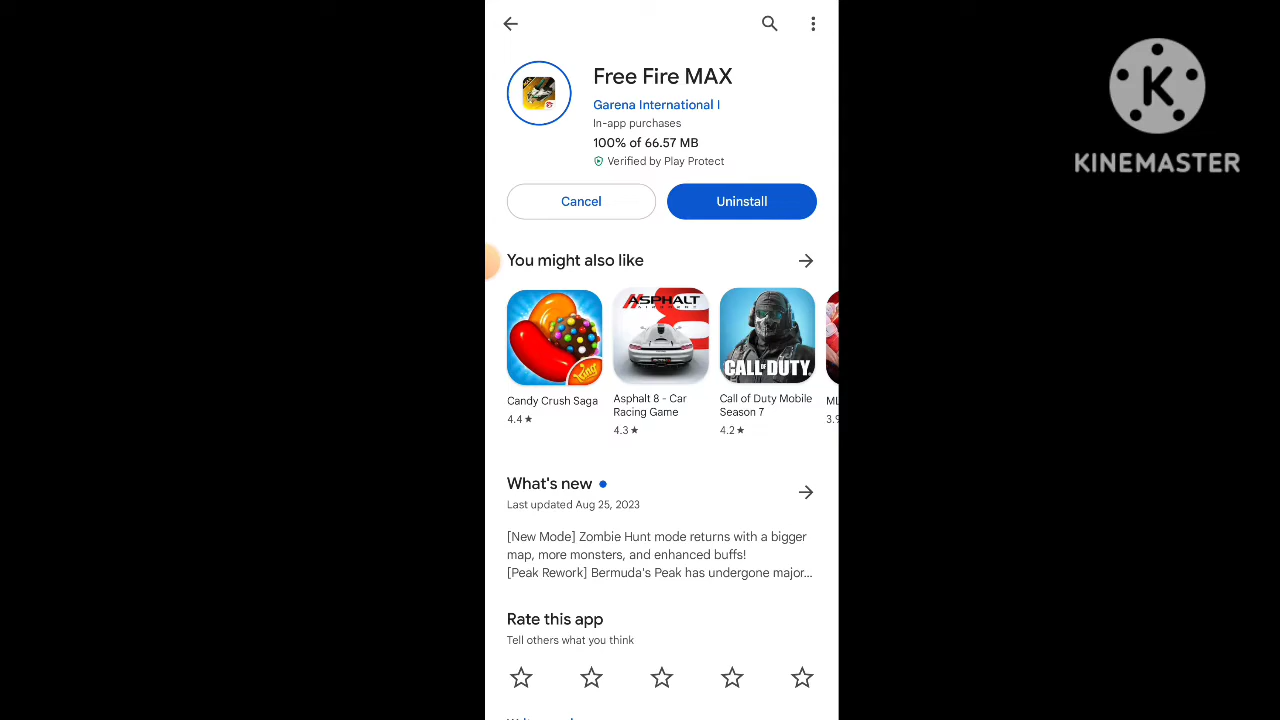 Free Fire MAX
Garena International I
In-app purchases
100% of 66.57 MB
Verified by Play Protect
Cancel
Uninstall
You might also like
ASPHALT
CALL OF DUTY
King
Candy Crush Saga
4.4★
Asphalt 8 - Car
Racing Game
4.3★
Call of Duty Mobile
Season 7
4.2★
ML
3.9
What's new
Last updated Aug 25, 2023
[New Mode] Zombie Hunt mode returns with a bigger
map, more monsters, and enhanced buffs!
[Peak Rework] Bermuda's Peak has undergone major...
Rate this app
Tell others what you think
K
KINEMASTER